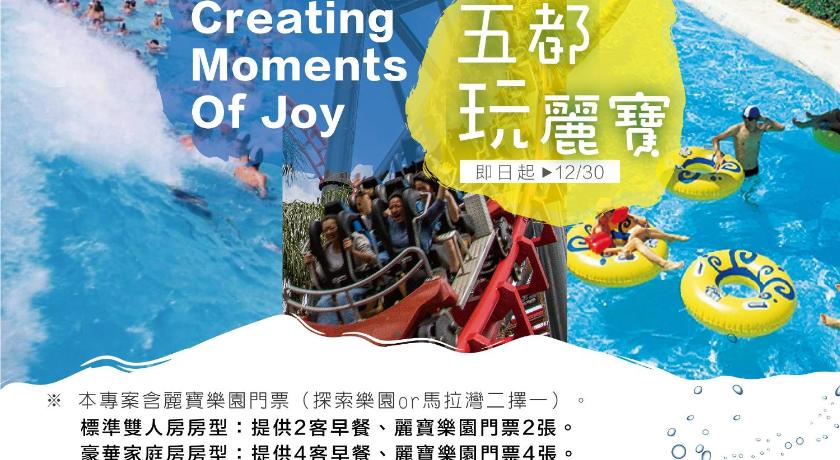 Creating
Moments
Of Joy
五都
玩麗寶
即日起▶12/30
※ 本專案含麗寶樂園門票（探索樂園or馬拉灣二擇一）。
標準雙人房房型：提供2客早餐、麗寶樂園門票2張。
豪華家庭房房型：提供4客早餐、麗寶樂園門票4張。